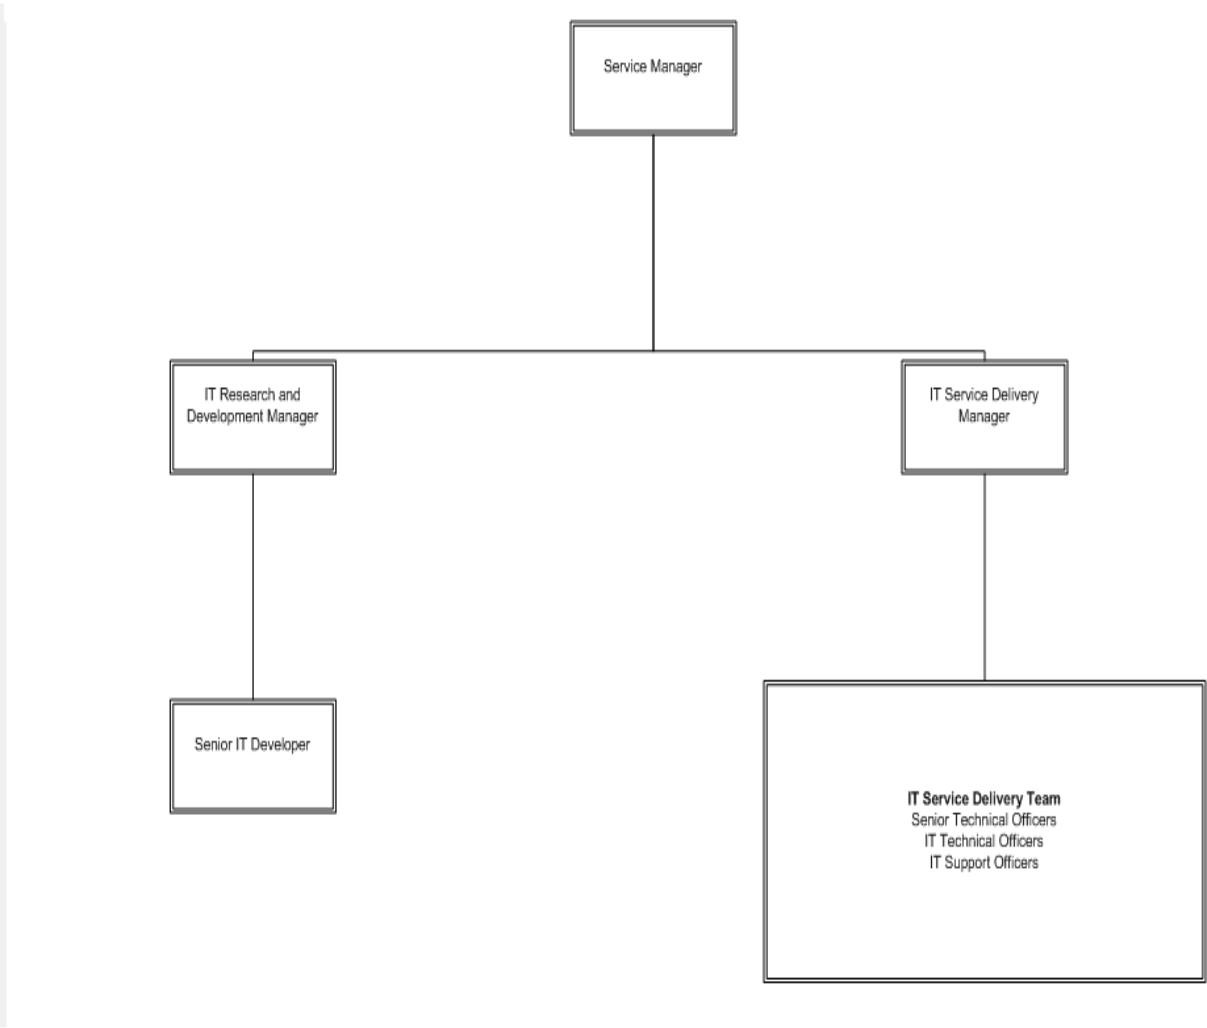 Service Manager
IT Research and
Development Manager
IT Service Delivery
Manager
Senior IT Developer
IT Service Delivery Team
Senior Technical Officers
IT Technical Officers
IT Support Officers